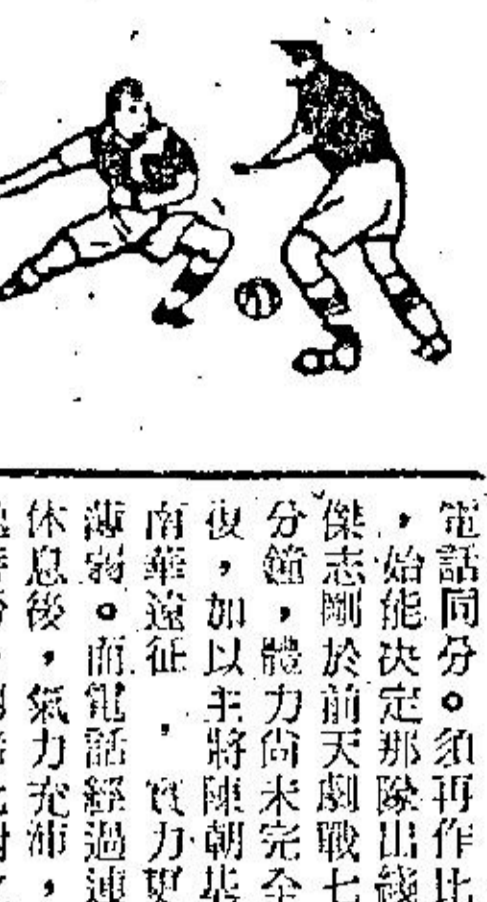 電話同分。須再作比
，始能決定那隊出綫
傑志剛於前天劇戰七
分鐘，體力尚未完全
復，加以主將陳朝
南華遠征，實力更
薄弱。而電話經過連
休息後，氣力充沛，